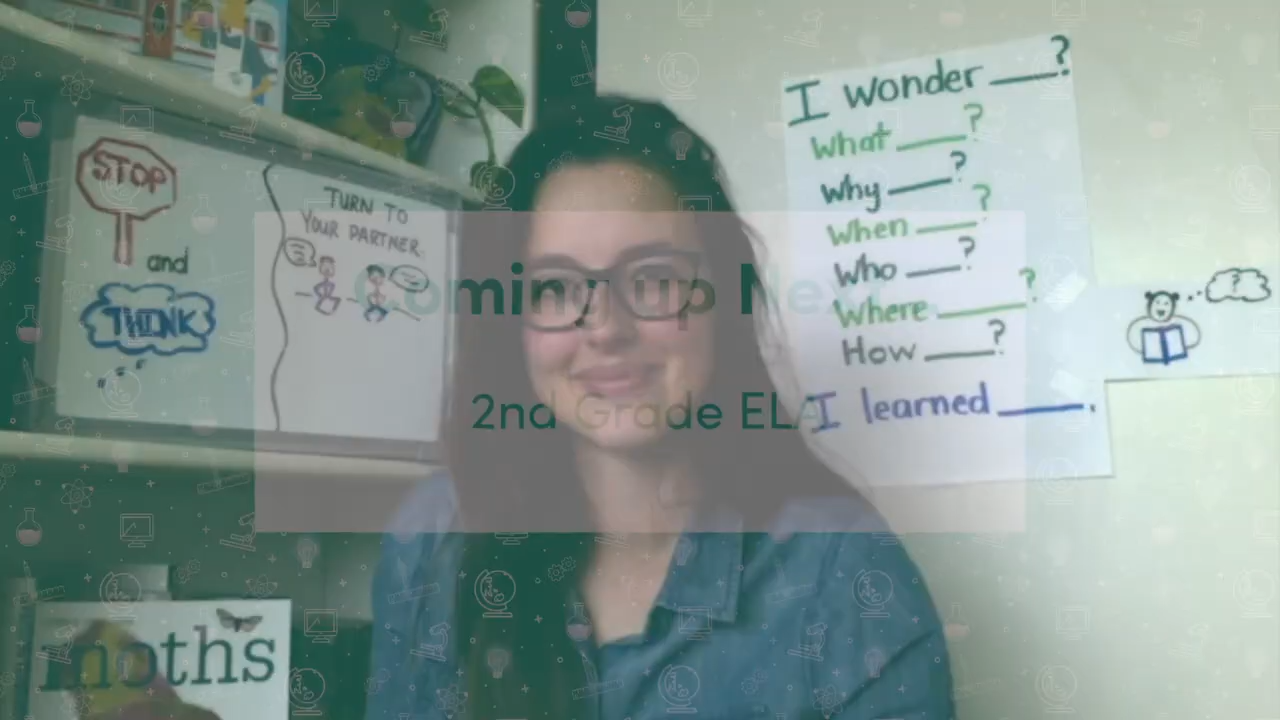 STOP
and
THINK
TURN TO
YOUR PARTNER.
I wonder ___?
What ___?
Why ___?
When ___?
Who ___?
Where ___?
How ___?
I learned ___.
?
Coming up Next
2nd Grade ELA
moths